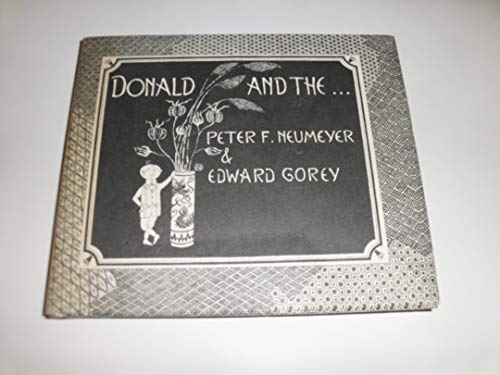 DONALD AND THE ...
PETER F. NEUMEYER
&
EDWARD GOREY